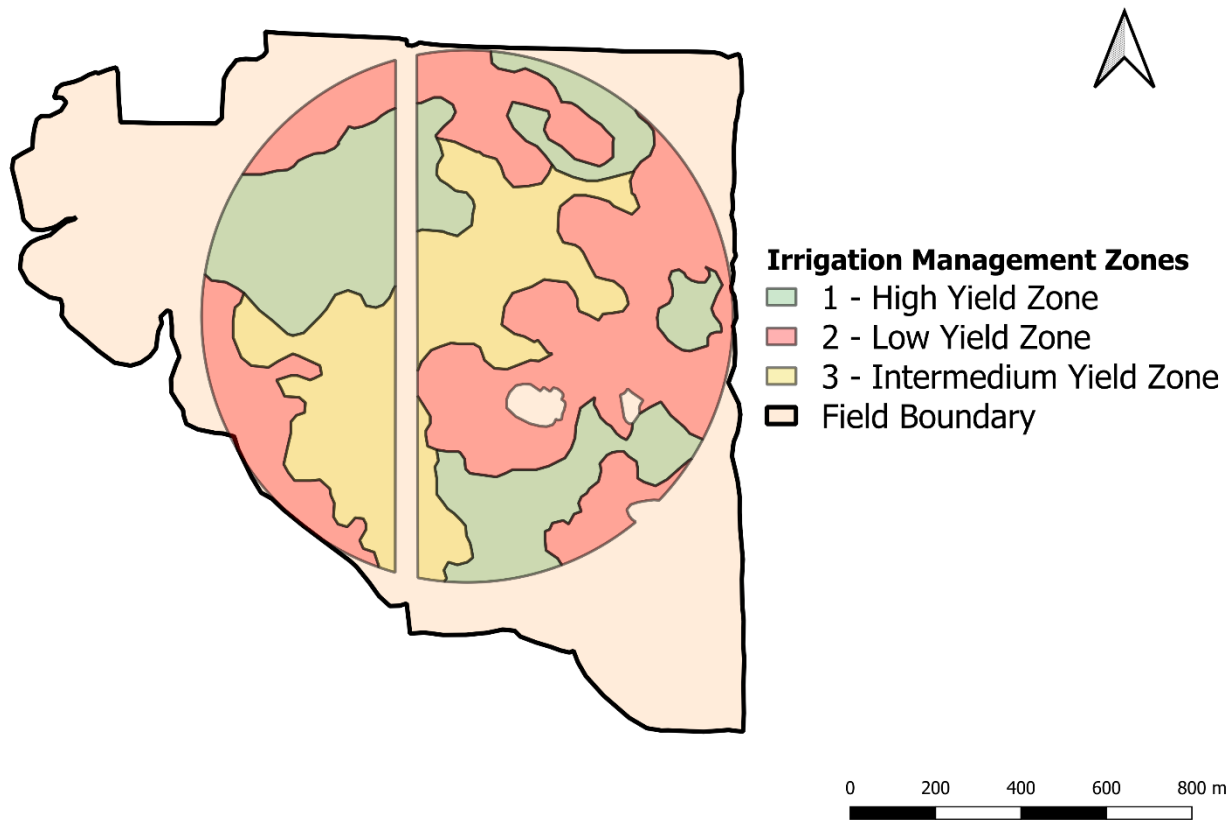 Irrigation Management Zones
1 - High Yield Zone
2 - Low Yield Zone
3 - Intermedium Yield Zone
Field Boundary
0 200 400 600 800 m